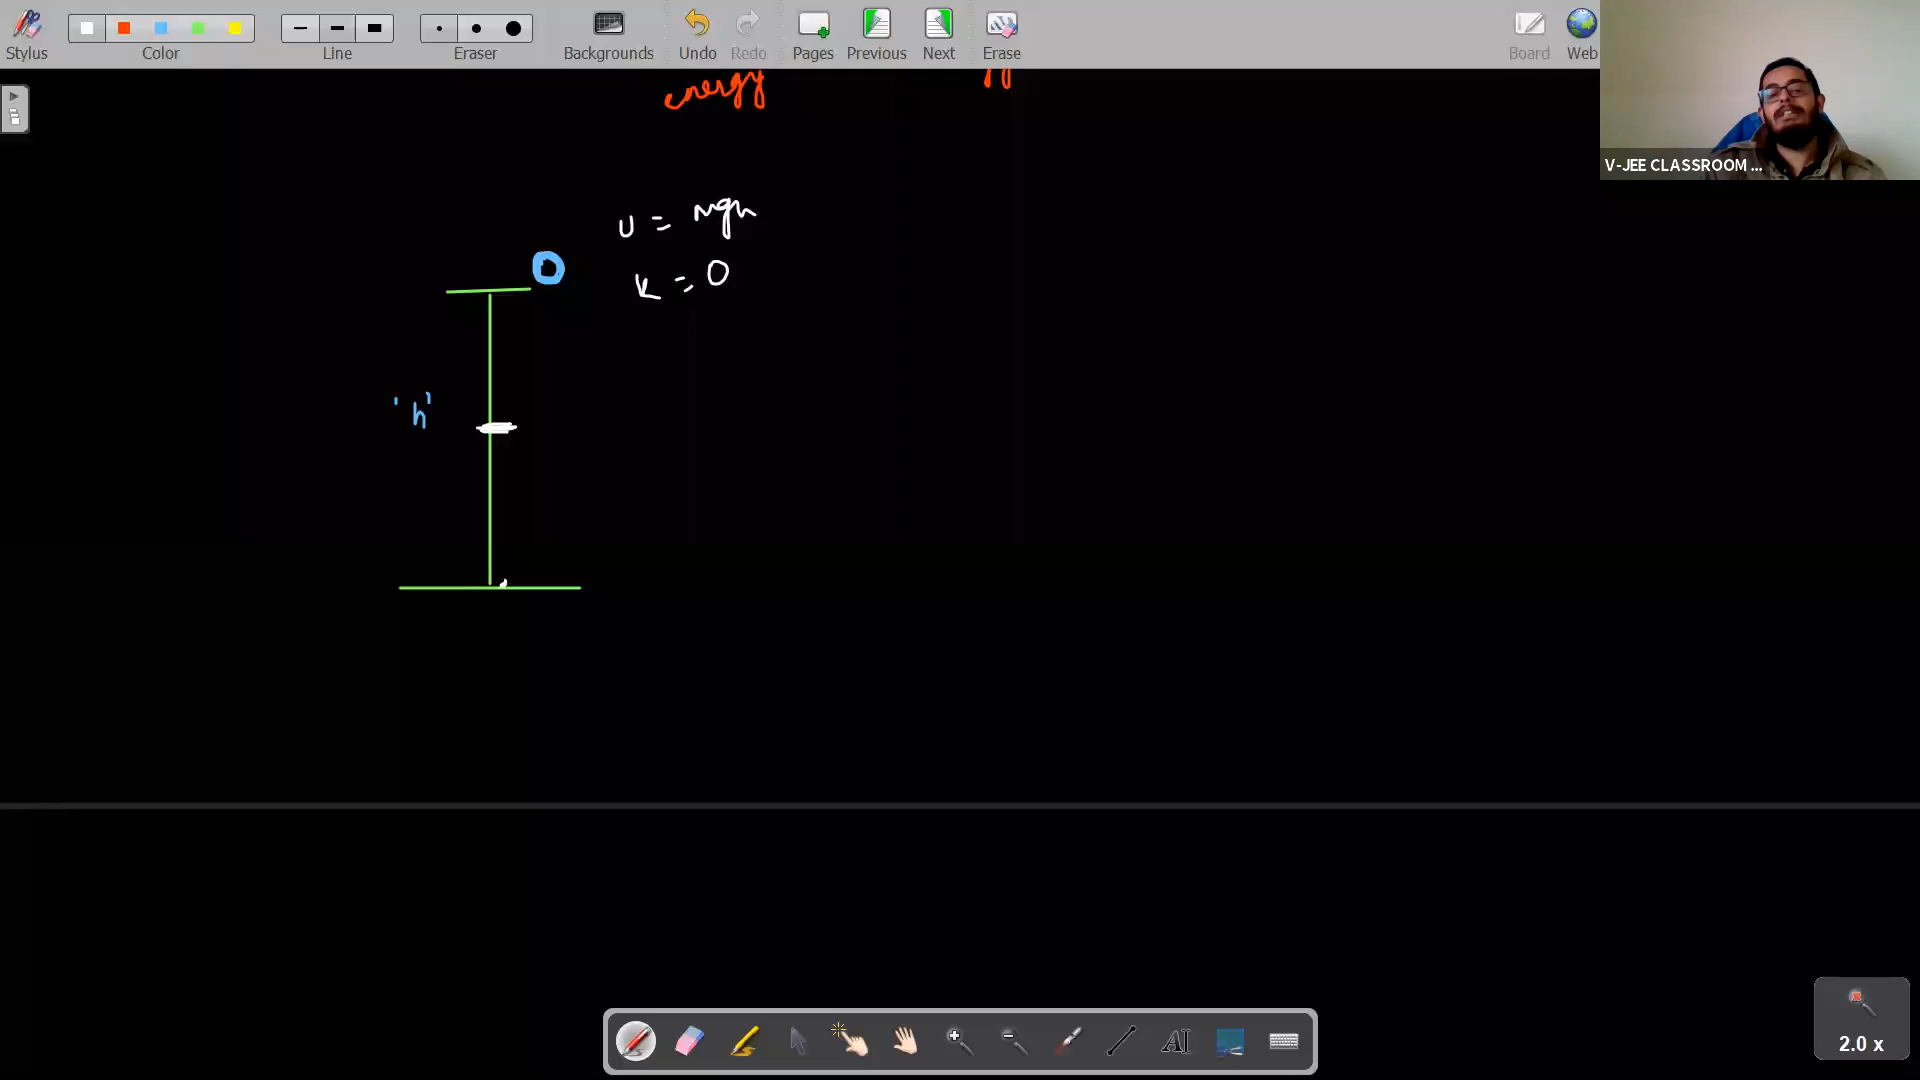 Stylus
Color
Line
Eraser
Backgrounds
Undo
Redo
Pages
Previous
Next
Erase
Board
Web
V-JEE CLASSROOM ...
energy
U = mgh
K = 0
'h'
2.0 x